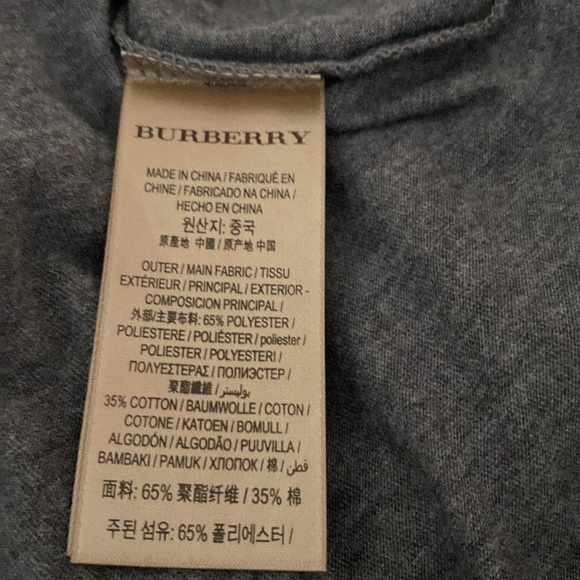 BURBERRY
MADE IN CHINA / FABRIQUÉ EN
CHINE / FABRICADO NA CHINA /
HECHO EN CHINA
원산지: 중국
原產地 中國 / 原产地 中国
OUTER / MAIN FABRIC / TISSU
EXTÉRIEUR / PRINCIPAL / EXTERIOR -
COMPOSICION PRINCIPAL /
外部/主要布料: 65% POLYESTER /
POLIESTERE / POLIÉSTER / poliester /
POLIESTER / POLYESTERI /
ΠΟΛΥΕΣΤΕΡΑΣ / ПОЛИЭСТЕР /
聚酯纖維 / بوليستر/
35% COTTON / BAUMWOLLE / COTON /
COTONE / KATOEN / BOMULL /
ALGODÓN / ALGODÃO / PUUVILLA /
BAMBAKI / PAMUK / ХЛОПОК / 棉 / قطن/
面料: 65% 聚酯纤维 / 35% 棉
주된 섬유: 65% 폴리에스터 /